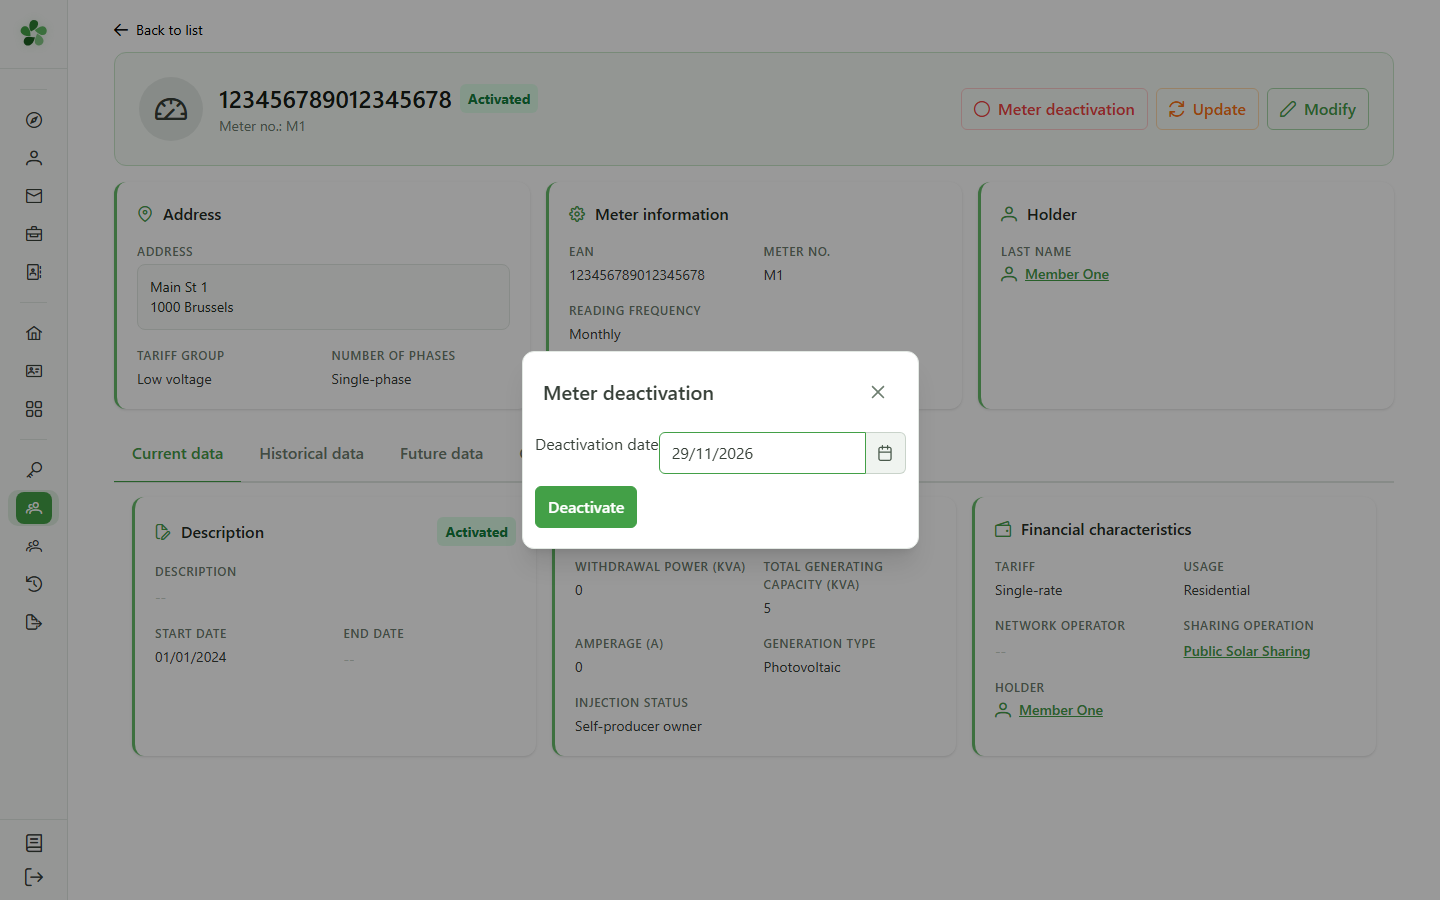 Back to list
123456789012345678
Activated
Meter no.: M1
Meter deactivation
Update
Modify
Address
ADDRESS
Main St 1
1000 Brussels
TARIFF GROUP
NUMBER OF PHASES
Low voltage
Single-phase
Meter information
EAN
METER NO.
123456789012345678
M1
READING FREQUENCY
Monthly
Holder
LAST NAME
Member One
Meter deactivation
Deactivation date
29/11/2026
Deactivate
Current data
Historical data
Future data
Description
Activated
DESCRIPTION
--
START DATE
END DATE
01/01/2024
--
WITHDRAWAL POWER (KVA)
TOTAL GENERATING
CAPACITY (KVA)
0
5
AMPERAGE (A)
GENERATION TYPE
0
Photovoltaic
INJECTION STATUS
Self-producer owner
Financial characteristics
TARIFF
USAGE
Single-rate
Residential
NETWORK OPERATOR
SHARING OPERATION
--
Public Solar Sharing
HOLDER
Member One